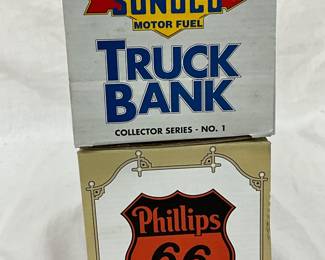 SUNOCO
MOTOR FUEL
TRUCK
BANK
COLLECTOR SERIES - NO. 1
Phillips
66